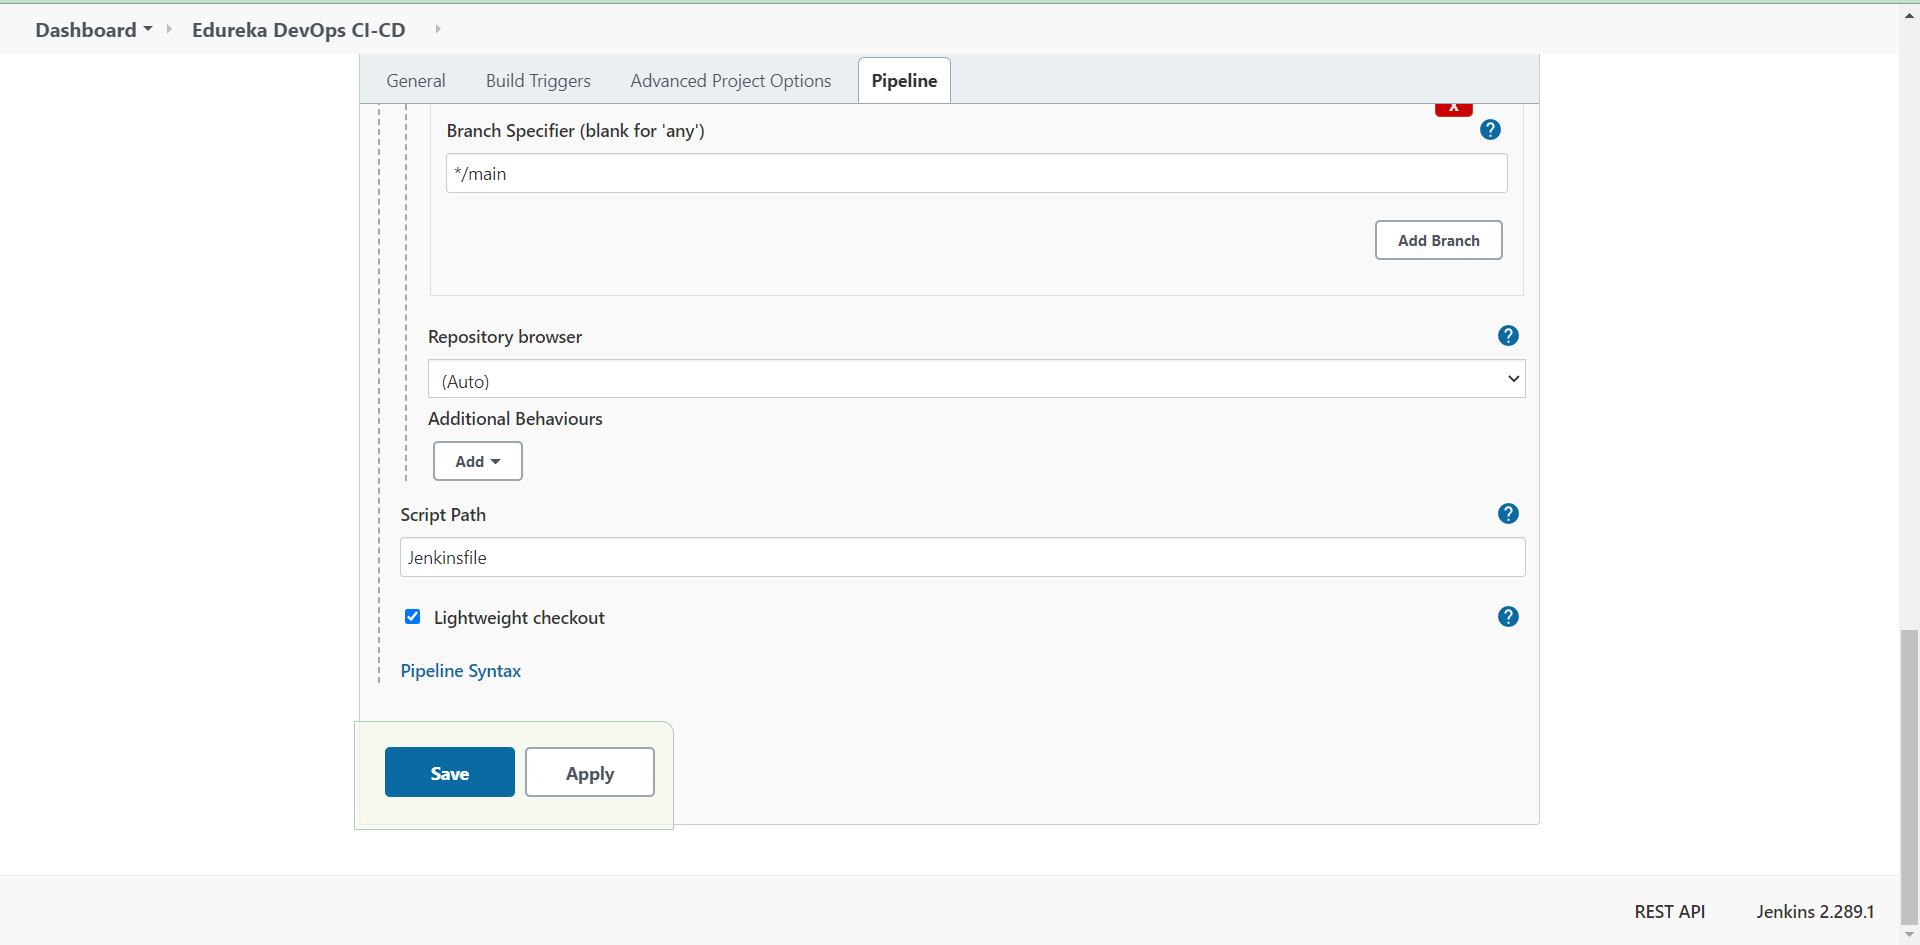 Dashboard Edureka DevOps CI-CD
General Build Triggers Advanced Project Options Pipeline
X
Branch Specifier (blank for 'any') ?
*/main
Add Branch
Repository browser ?
(Auto)
Additional Behaviours
Add
Script Path ?
Jenkinsfile
Lightweight checkout ?
Pipeline Syntax
Save Apply
REST API Jenkins 2.289.1